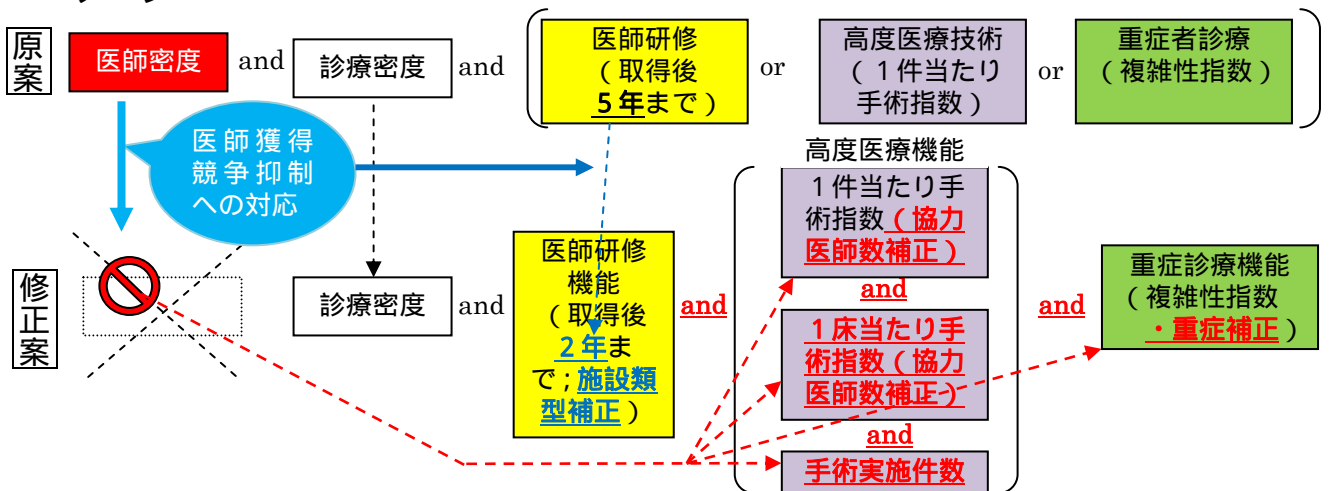 原案
医師密度
and
診療密度
and
医師研修
(取得後
5年まで)
or
高度医療技術
(1件当たり
手術指数)
or
重症者診療
(複雑性指数)
医師獲得
競争抑制
への対応
修正案
診療密度
and
医師研修
機能
(取得後
2年ま
で;施設類
型補正)
and
高度医療機能
1件当たり手
術指数(協力
医師数補正)
and
1床当たり手
術指数(協力
医師数補正)
and
手術実施件数
and
重症診療機能
(複雑性指数
・重症補正)